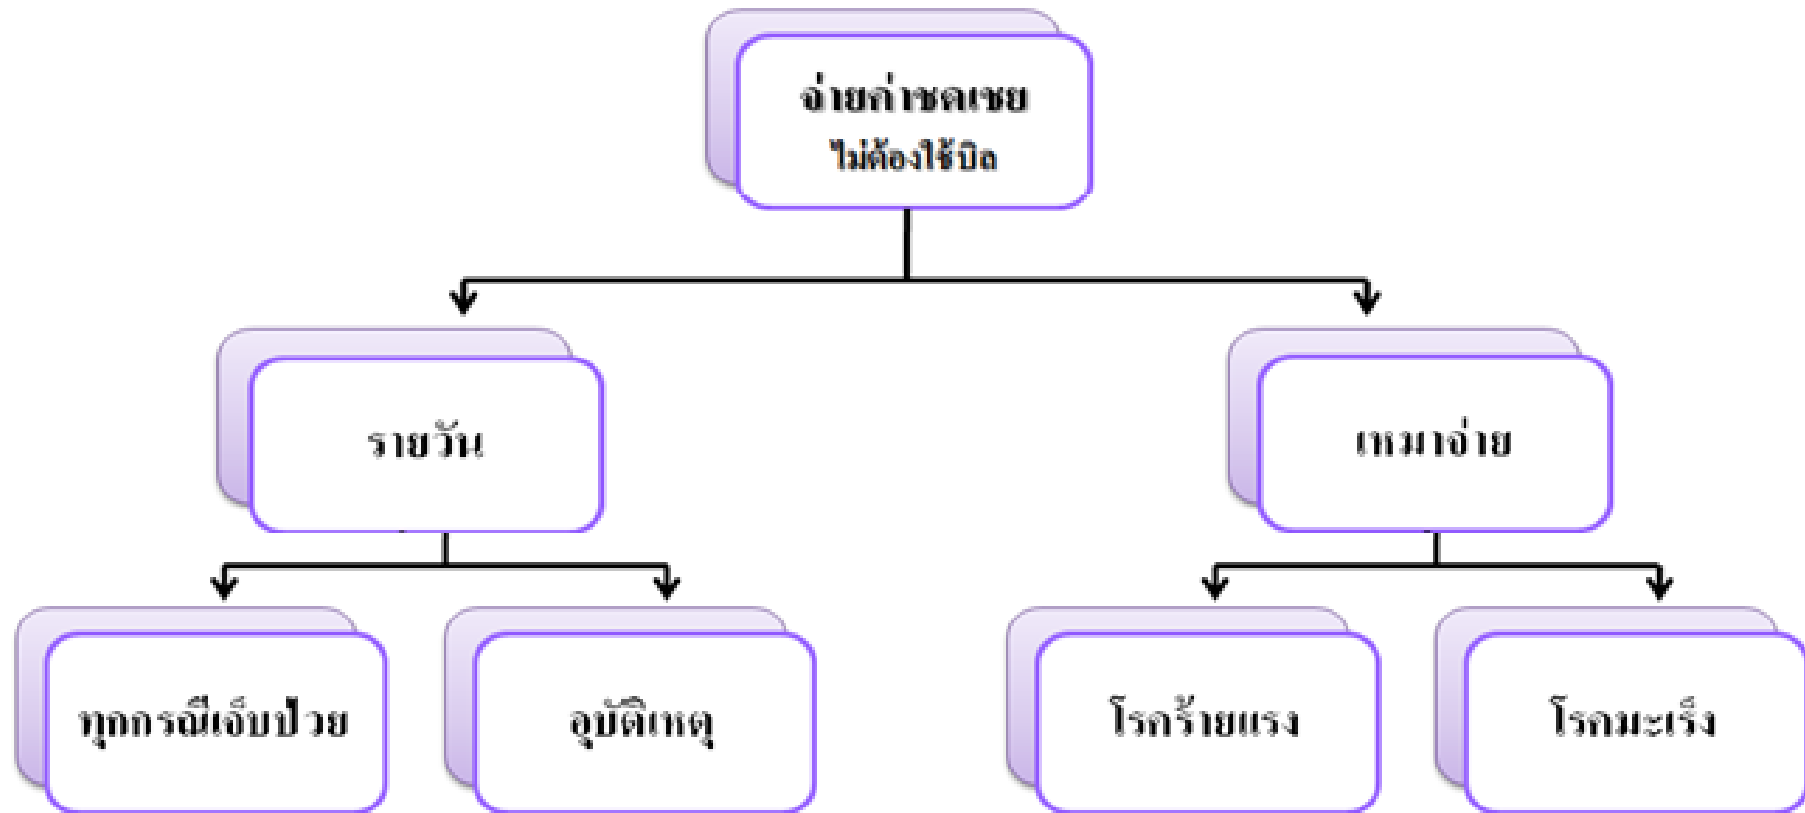 จ่ายค่าชดเชย
ไม่ต้องใช้บิล
รายวัน
เหมาจ่าย
ทุกกรณีเจ็บป่วย
อุบัติเหตุ
โรคร้ายแรง
โรคมะเร็ง